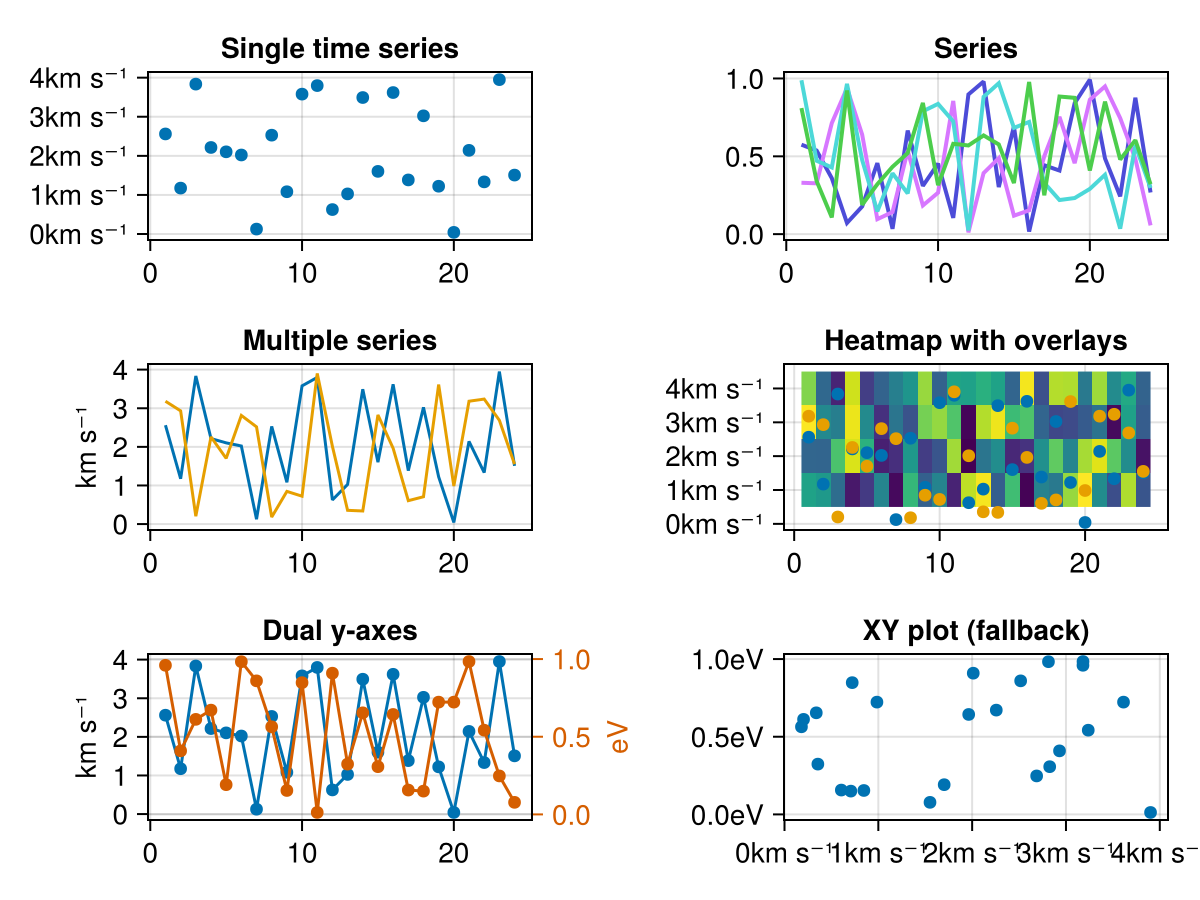 Single time series
4km s⁻¹
3km s⁻¹
2km s⁻¹
1km s⁻¹
0km s⁻¹
0 10 20
Series
1.0
0.5
0.0
0 10 20
Multiple series
km s⁻¹
4
3
2
1
0
0 10 20
Heatmap with overlays
4km s⁻¹
3km s⁻¹
2km s⁻¹
1km s⁻¹
0km s⁻¹
0 10 20
Dual y-axes
km s⁻¹
4
3
2
1
0
0 10 20
1.0
0.5
0.0
eV
XY plot (fallback)
1.0eV
0.5eV
0.0eV
0km s⁻¹ 1km s⁻¹ 2km s⁻¹ 3km s⁻¹ 4km s⁻